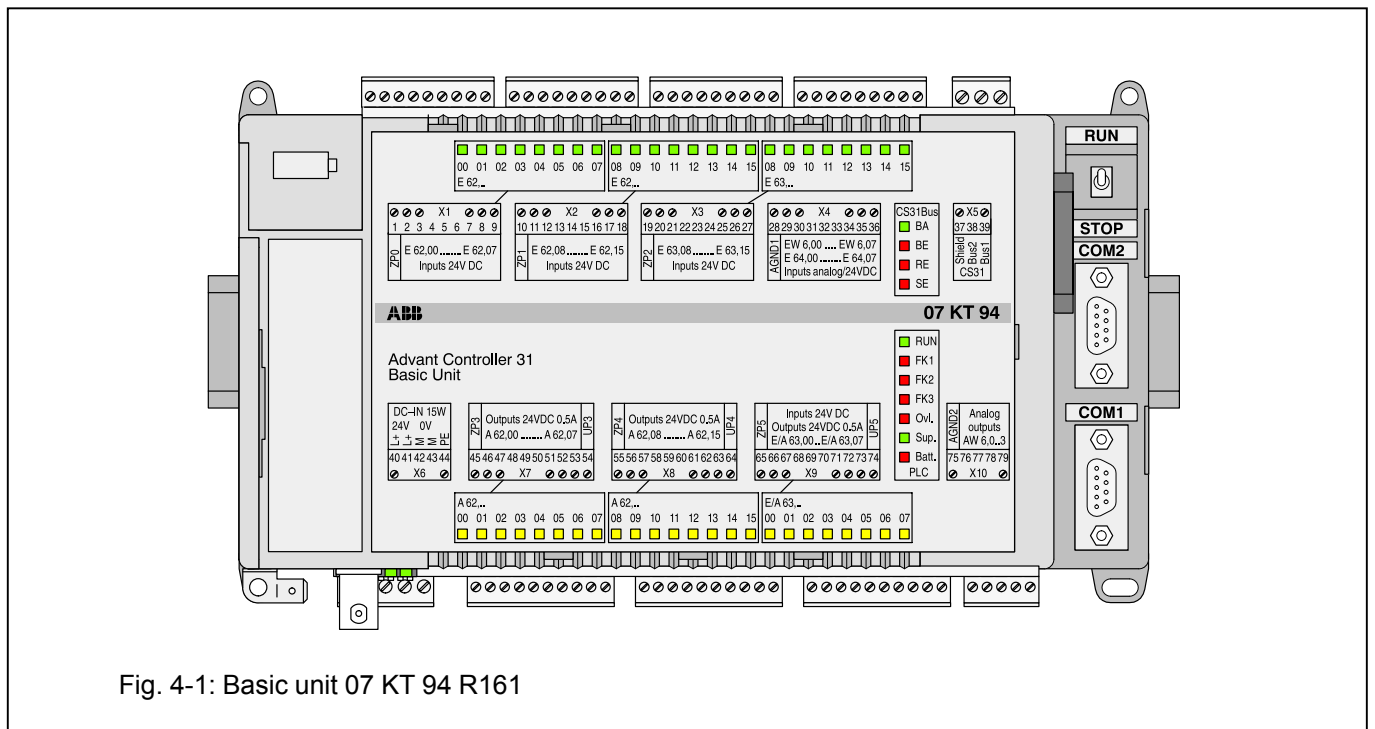 RUN
00 01 02 03 04 05 06 07 08 09 10 11 12 13 14 15 08 09 10 11 12 13 14 15
E 62,.. E 62,.. E 63,..
X1 X2 X3 X4 CS31Bus X5
1 2 3 4 5 6 7 8 9 10 11 12 13 14 15 16 17 18 19 20 21 22 23 24 25 26 27 28 29 30 31 32 33 34 35 36 BA 37 38 39
STOP
ZP0 E 62,00 ....... E 62,07 ZP1 E 62,08 ....... E 62,15 ZP2 E 63,08 ....... E 63,15 AGND1 EW 6,00 .... EW 6,07 BE Shield Bus2 Bus1
COM2
Inputs 24V DC Inputs 24V DC Inputs 24V DC E 64,00 ....... E 64,07 RE
Inputs analog/24VDC CS31
SE
ABB 07 KT 94
RUN
Advant Controller 31 FK1
Basic Unit FK2
FK3
DC–IN 15W ZP3 Outputs 24VDC 0.5A UP3 ZP4 Outputs 24VDC 0.5A UP4 ZP5 Inputs 24V DC UP5 Ovl. AGND2 Analog
COM1
24V 0V A 62,00 ....... A 62,07 A 62,08 ....... A 62,15 Outputs 24VDC 0.5A outputs
L+ L+ M M PE E/A 63,00..E/A 63,07 Sup. AW 6,0..3
40 41 42 43 44 45 46 47 48 49 50 51 52 53 54 55 56 57 58 59 60 61 62 63 64 65 66 67 68 69 70 71 72 73 74 Batt. 75 76 77 78 79
X6 X7 X8 X9 PLC X10
A 62,.. A 62,.. E/A 63,..
00 01 02 03 04 05 06 07 08 09 10 11 12 13 14 15 00 01 02 03 04 05 06 07
Fig. 4-1: Basic unit 07 KT 94 R161